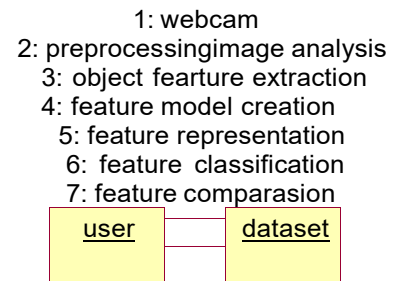 1: webcam
2: preprocessingimage analysis
3: object fearture extraction
4: feature model creation
5: feature representation
6: feature classification
7: feature comparasion
user dataset